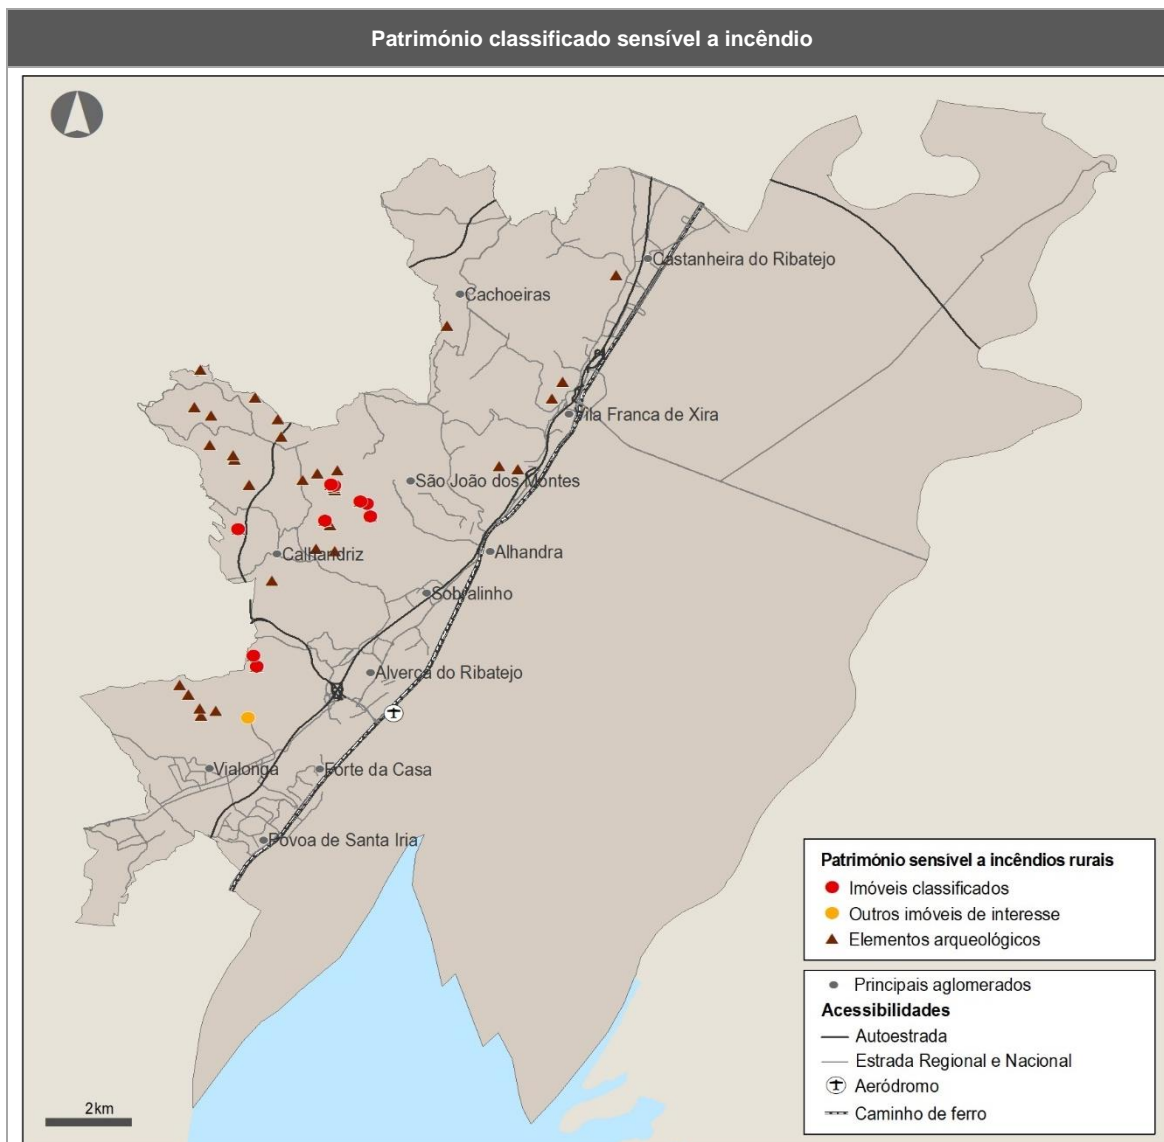 Património classificado sensível a incêndio
Castanheira do Ribatejo
Cachoeiras
Vila Franca de Xira
São João dos Montes
Alhandra
Calhandriz
Sobralinho
Alverca do Ribatejo
Vialonga
Forte da Casa
Póvoa de Santa Iria
Património sensível a incêndios rurais
Imóveis classificados
Outros imóveis de interesse
Elementos arqueológicos
Principais aglomerados
Acessibilidades
Autoestrada
Estrada Regional e Nacional
Aeródromo
Caminho de ferro
2km